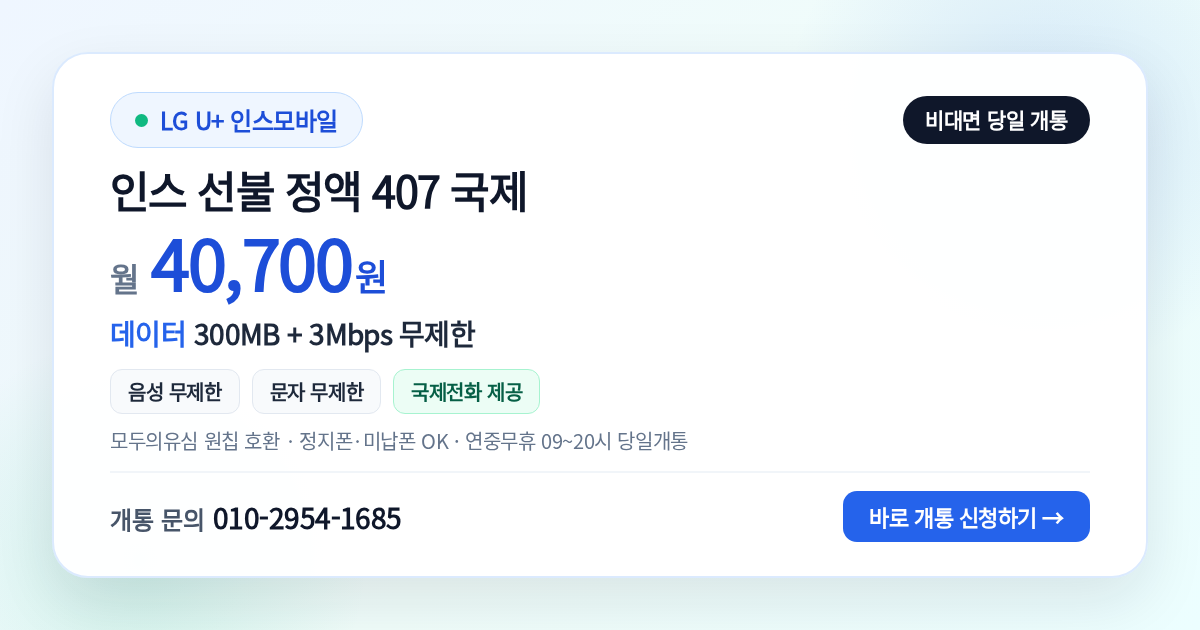 LG U+ 인스모바일
비대면 당일 개통
인스 선불 정액 407 국제
월 40,700원
데이터 300MB + 3Mbps 무제한
음성 무제한
문자 무제한
국제전화 제공
모두의유심 원칩 호환 · 정지폰·미납폰 OK · 연중무휴 09~20시 당일개통
개통 문의 010-2954-1685
바로 개통 신청하기 →